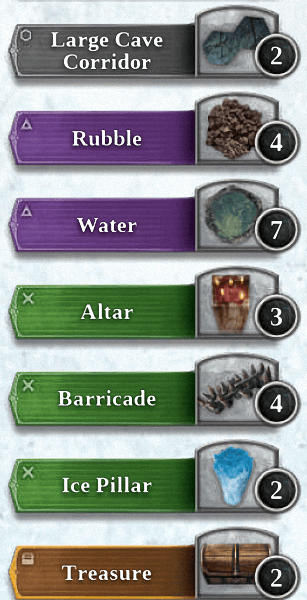 Large Cave
Corridor
2
Rubble
4
Water
7
Altar
3
Barricade
4
Ice Pillar
2
Treasure
2